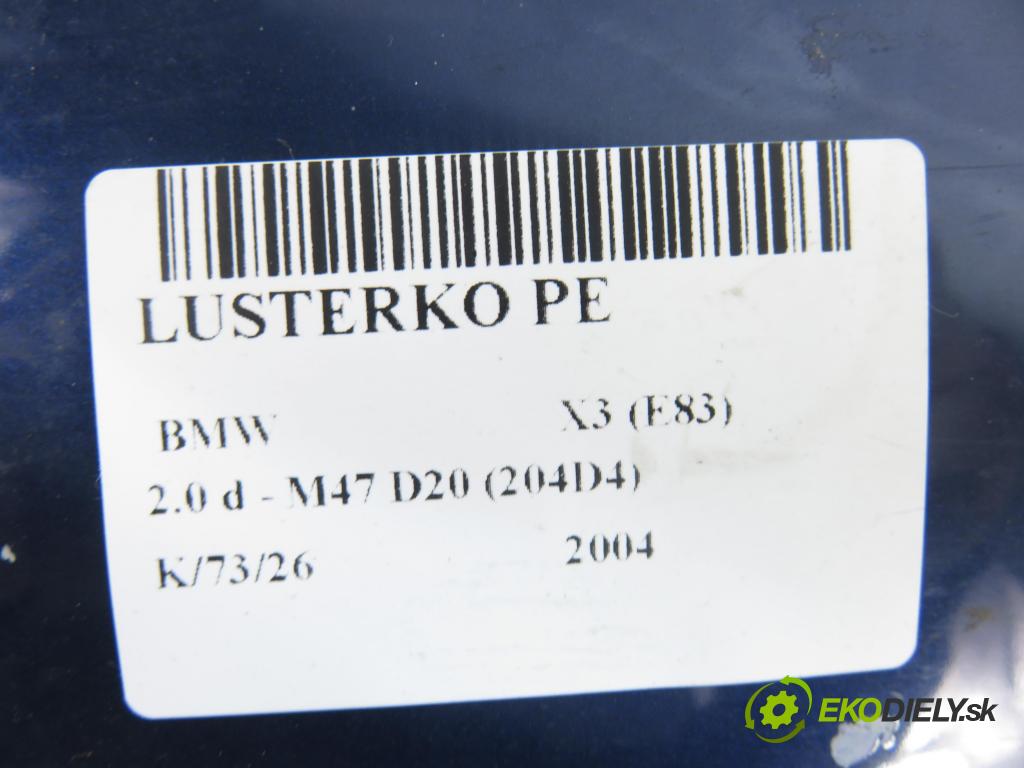 LUSTERKO PE
BMW X3 (E83)
2.0 d - M47 D20 (204D4)
K/73/26 2004
EKODIELY.sk